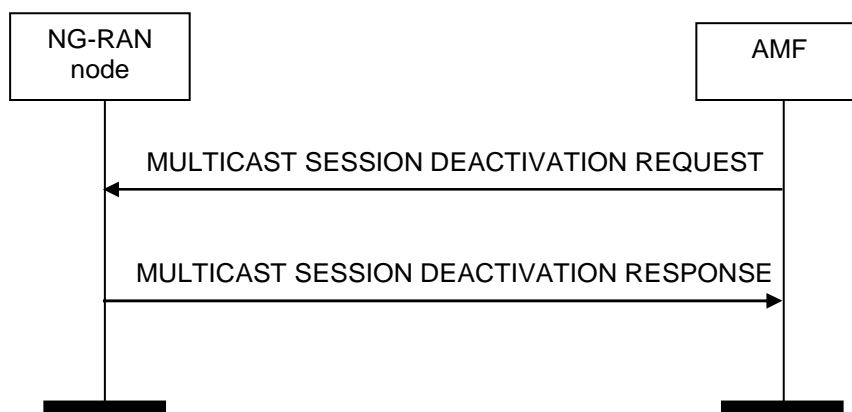 NG-RAN
node
AMF
MULTICAST SESSION DEACTIVATION REQUEST
MULTICAST SESSION DEACTIVATION RESPONSE